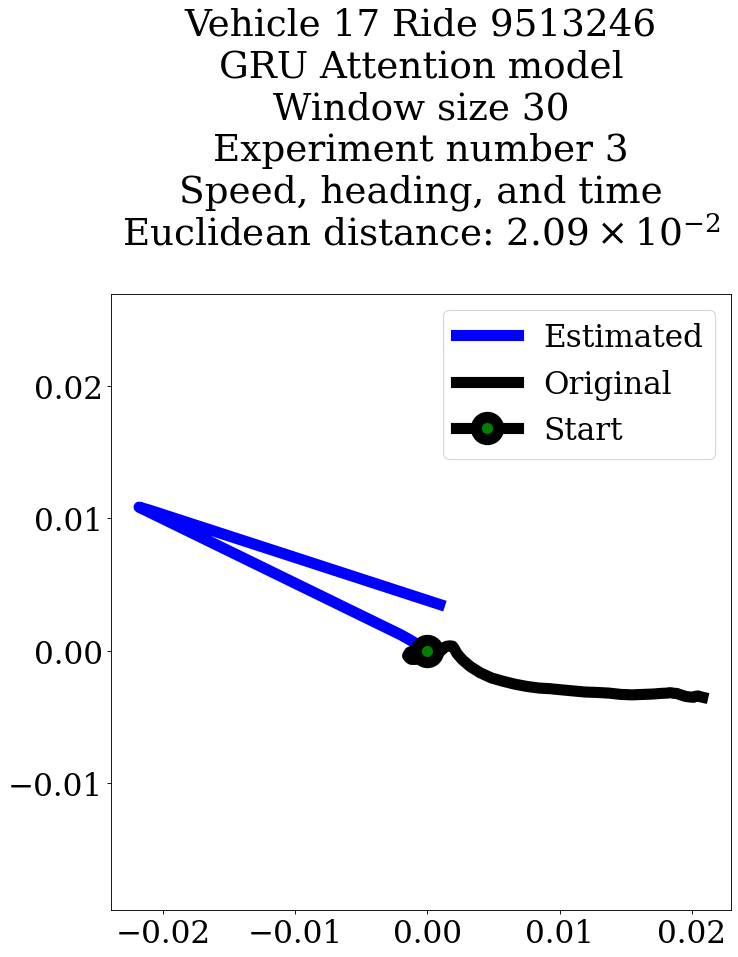 Vehicle 17 Ride 9513246
GRU Attention model
Window size 30
Experiment number 3
Speed, heading, and time
Euclidean distance: 2.09 × 10⁻²
Estimated
Original
Start
0.02
0.01
0.00
−0.01
−0.02 −0.01 0.00 0.01 0.02